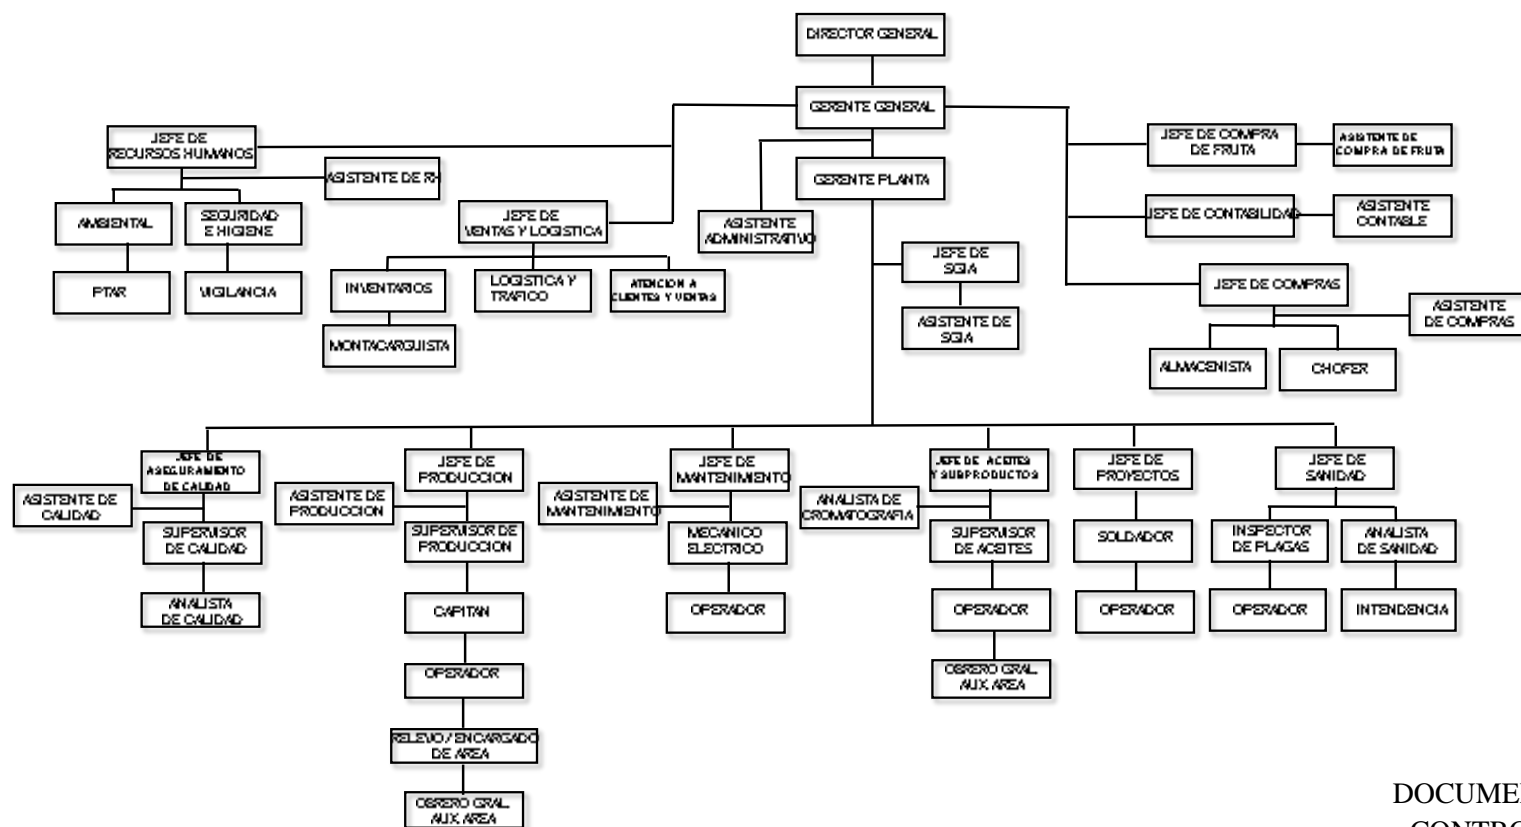 DIRECTOR GENERAL
GERENTE GENERAL
JEFE DE
RECURSOS HUMANOS
JEFE DE COMPRA
DE FRUTA
ASISTENTE DE
COMPRA DE FRUTA
ASISTENTE DE RH
GERENTE PLANTA
AMBIENTAL
SEGURIDAD
E HIGIENE
JEFE DE
VENTAS Y LOGISTICA
ASISTENTE
ADMINISTRATIVO
JEFE DE CONTABILIDAD
ASISTENTE
CONTABLE
JEFE DE
SGIA
PTAR
VIGILANCIA
INVENTARIOS
LOGISTICA Y
TRAFICO
ATENCION A
CLIENTES Y VENTAS
JEFE DE COMPRAS
ASISTENTE
DE COMPRAS
ASISTENTE DE
SGIA
MONTACARGUISTA
ALMACENISTA
CHOFER
JEFE DE
ASEGURAMIENTO
DE CALIDAD
JEFE DE
PRODUCCION
JEFE DE
MANTENIMIENTO
JEFE DE ACEITES
Y SUBPRODUCTOS
JEFE DE
PROYECTOS
JEFE DE
SANIDAD
ASISTENTE DE
CALIDAD
ASISTENTE DE
PRODUCCION
ASISTENTE DE
MANTENIMIENTO
ANALISTA DE
CROMATOGRAFIA
SUPERVISOR
DE CALIDAD
SUPERVISOR DE
PRODUCCION
MECANICO
ELECTRICO
SUPERVISOR
DE ACEITES
SOLDADOR
INSPECTOR
DE PLAGAS
ANALISTA
DE SANIDAD
ANALISTA
DE CALIDAD
CAPITAN
OPERADOR
OPERADOR
OPERADOR
OPERADOR
INTENDENCIA
OPERADOR
OBRERO GRAL.
AUX. AREA
RELEVO / ENCARGADO
DE AREA
OBRERO GRAL.
AUX. AREA